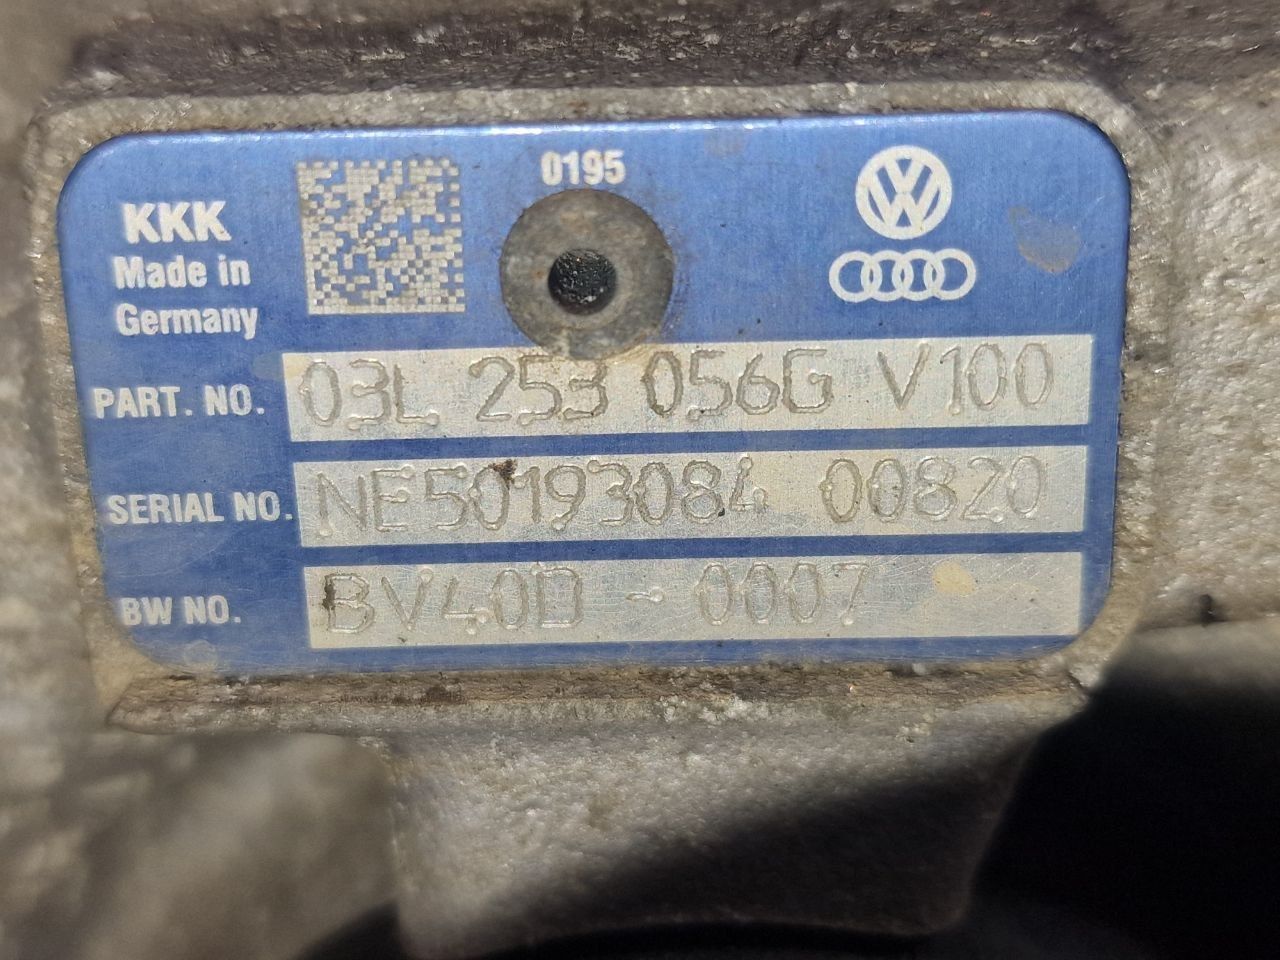 0195
KKK
Made in
Germany
PART. NO. 03L 253 056G V100
SERIAL NO. NE50193084 00820
BW NO. BV40D - 0007